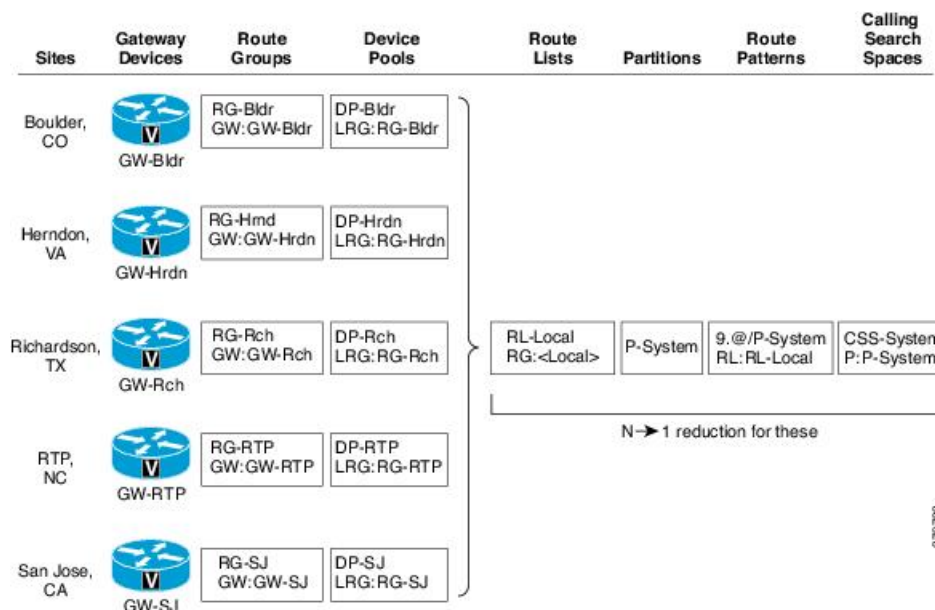 Sites
Gateway
Devices
Route
Groups
Device
Pools
Route
Lists
Partitions
Route
Patterns
Calling
Search
Spaces
Boulder,
CO
V
GW-Bldr
RG-Bldr
GW:GW-Bldr
DP-Bldr
LRG:RG-Bldr
Herndon,
VA
V
GW-Hrdn
RG-Hrnd
GW:GW-Hrdn
DP-Hrdn
LRG:RG-Hrdn
Richardson,
TX
V
GW-Rch
RG-Rch
GW:GW-Rch
DP-Rch
LRG:RG-Rch
RL-Local
RG:<Local>
P-System
9.@/P-System
RL:RL-Local
CSS-System
P:P-System
N→1 reduction for these
RTP,
NC
V
GW-RTP
RG-RTP
GW:GW-RTP
DP-RTP
LRG:RG-RTP
San Jose,
CA
V
GW-SJ
RG-SJ
GW:GW-SJ
DP-SJ
LRG:RG-SJ